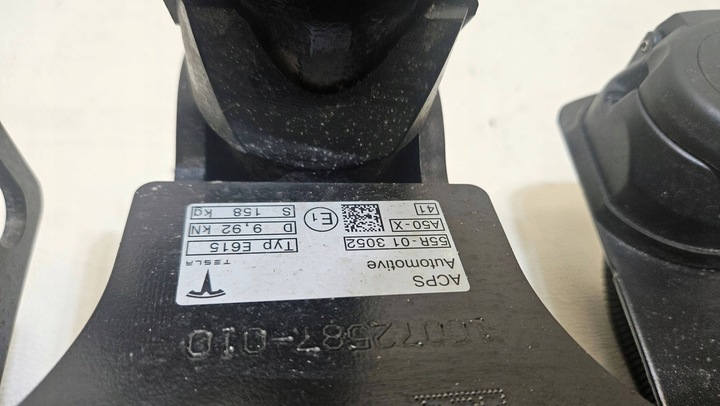 ACPS
Automotive
TESLA
55R-01 3052
Typ E615
A50-X
D 9,92 kN
41
S 158 kg
E1